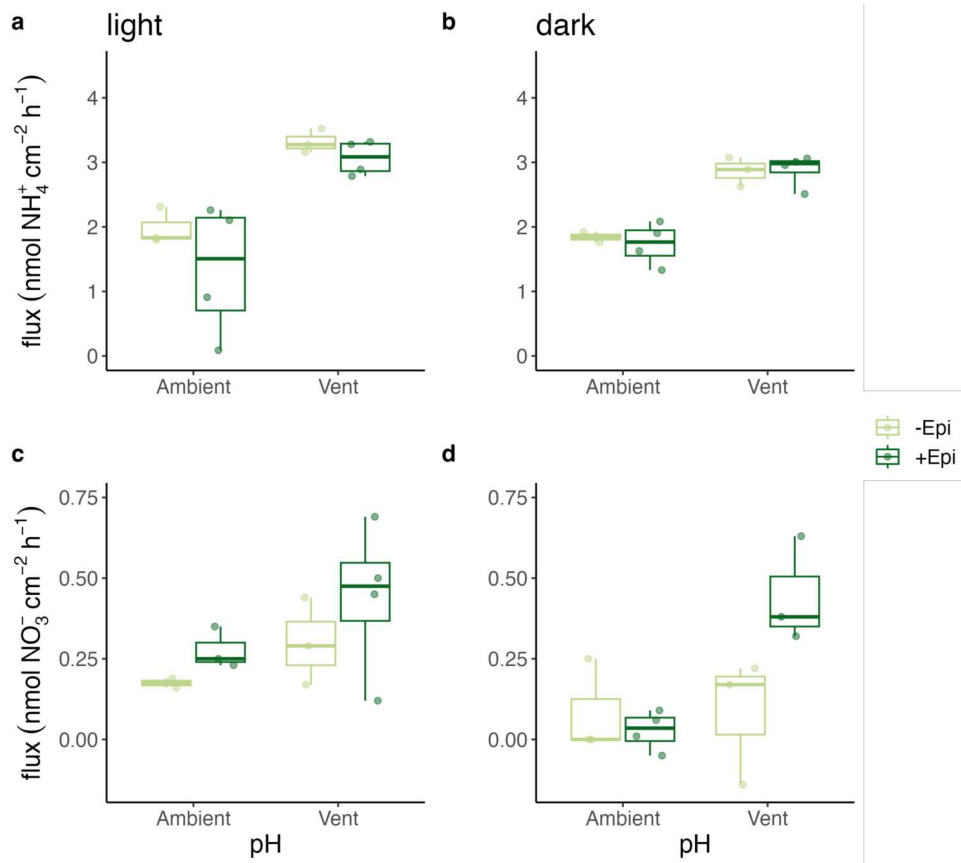 a light
b dark
flux (nmol NH₄⁺ cm⁻² h⁻¹)
4
3
2
1
0
Ambient Vent
4
3
2
1
0
Ambient Vent
-Epi
+Epi
c
d
flux (nmol NO₃⁻ cm⁻² h⁻¹)
0.75
0.50
0.25
0.00
Ambient Vent
pH
0.75
0.50
0.25
0.00
Ambient Vent
pH